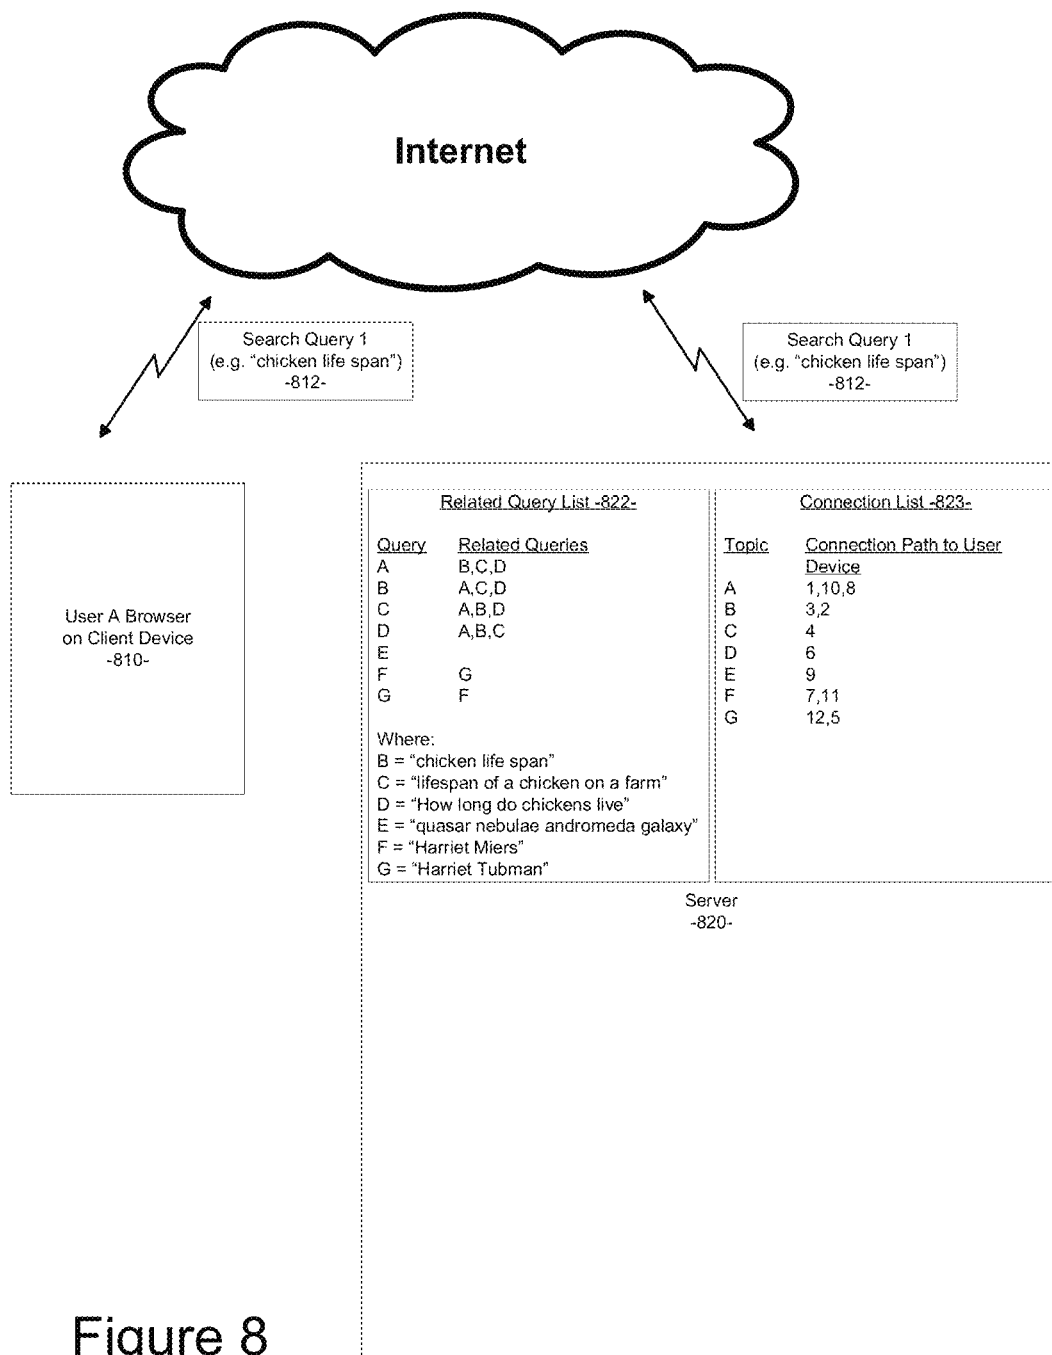 Internet
Search Query 1
(e.g. “chicken life span”)
-812-
Search Query 1
(e.g. “chicken life span”)
-812-
User A Browser
on Client Device
-810-
Related Query List -822-
Query Related Queries
A B,C,D
B A,C,D
C A,B,D
D A,B,C
E
F G
G F
Where:
B = “chicken life span”
C = “lifespan of a chicken on a farm”
D = “How long do chickens live”
E = “quasar nebulae andromeda galaxy”
F = “Harriet Miers”
G = “Harriet Tubman”
Connection List -823-
Topic Connection Path to User
Device
A 1,10,8
B 3,2
C 4
D 6
E 9
F 7,11
G 12,5
Server
-820-
Figure 8